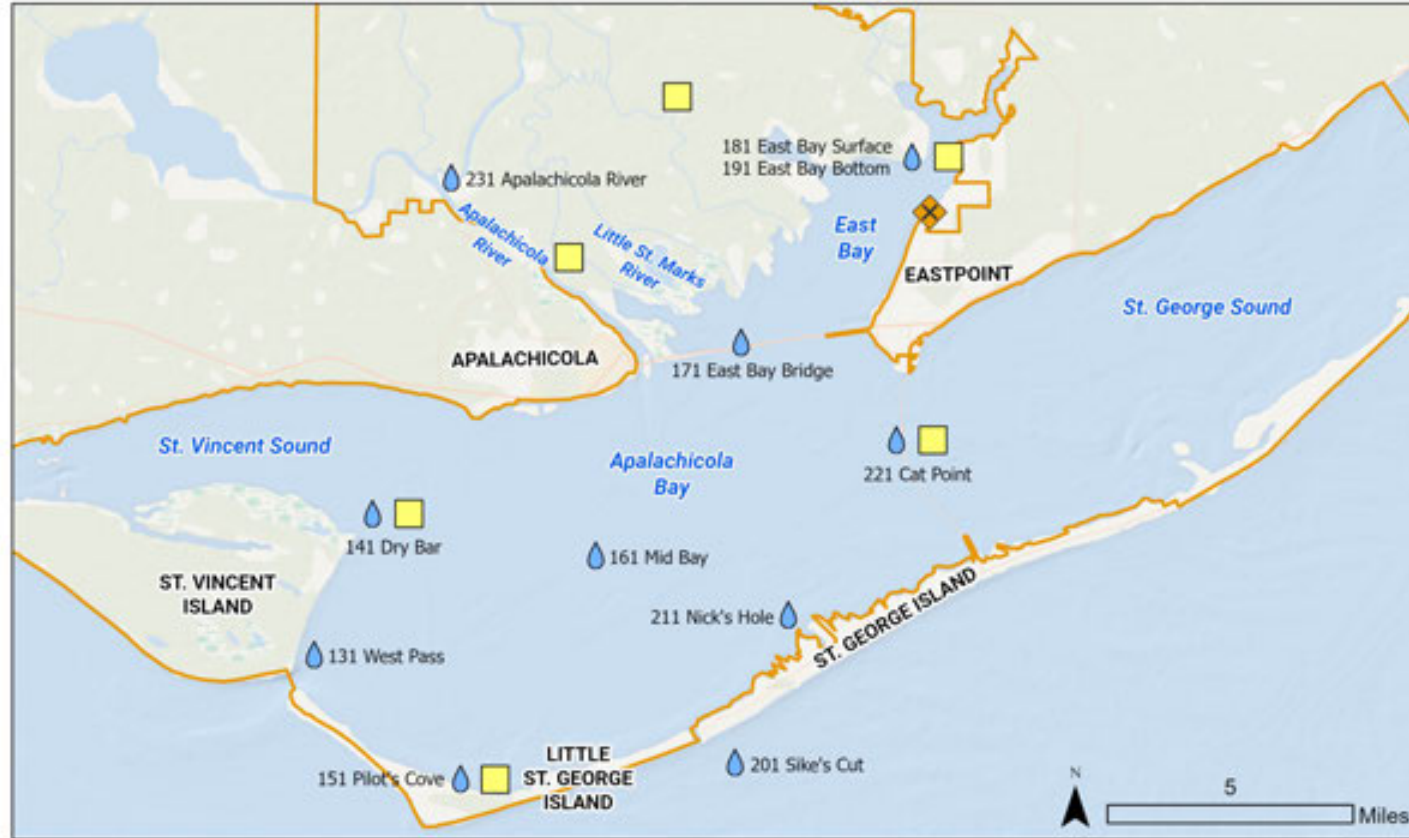 181 East Bay Surface
191 East Bay Bottom
231 Apalachicola River
Apalachicola
River
Little St. Marks
River
East
Bay
EASTPOINT
St. George Sound
APALACHICOLA
171 East Bay Bridge
St. Vincent Sound
Apalachicola
Bay
221 Cat Point
141 Dry Bar
161 Mid Bay
ST. VINCENT
ISLAND
211 Nick's Hole
ST. GEORGE ISLAND
131 West Pass
LITTLE
ST. GEORGE
ISLAND
151 Pilot's Cove
201 Sike's Cut
N
5
Miles